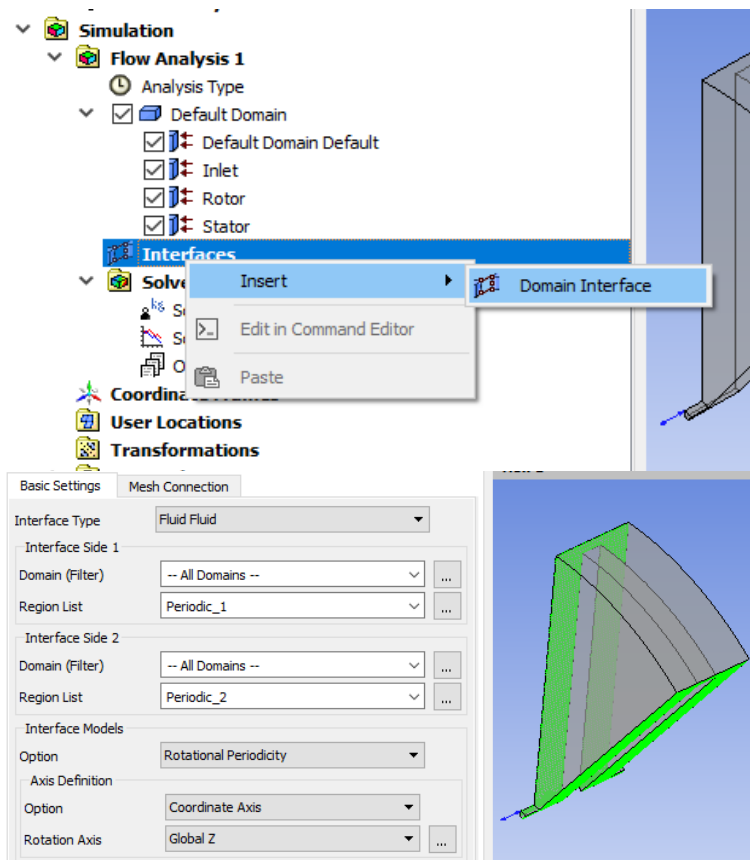 Simulation
Flow Analysis 1
Analysis Type
Default Domain
Default Domain Default
Inlet
Rotor
Stator
Interfaces
Insert
Domain Interface
Edit in Command Editor
Paste
User Locations
Transformations
Basic Settings Mesh Connection
Interface Type Fluid Fluid
Interface Side 1
Domain (Filter) -- All Domains -- ...
Region List Periodic_1 ...
Interface Side 2
Domain (Filter) -- All Domains -- ...
Region List Periodic_2 ...
Interface Models
Option Rotational Periodicity
Axis Definition
Option Coordinate Axis
Rotation Axis Global Z ...